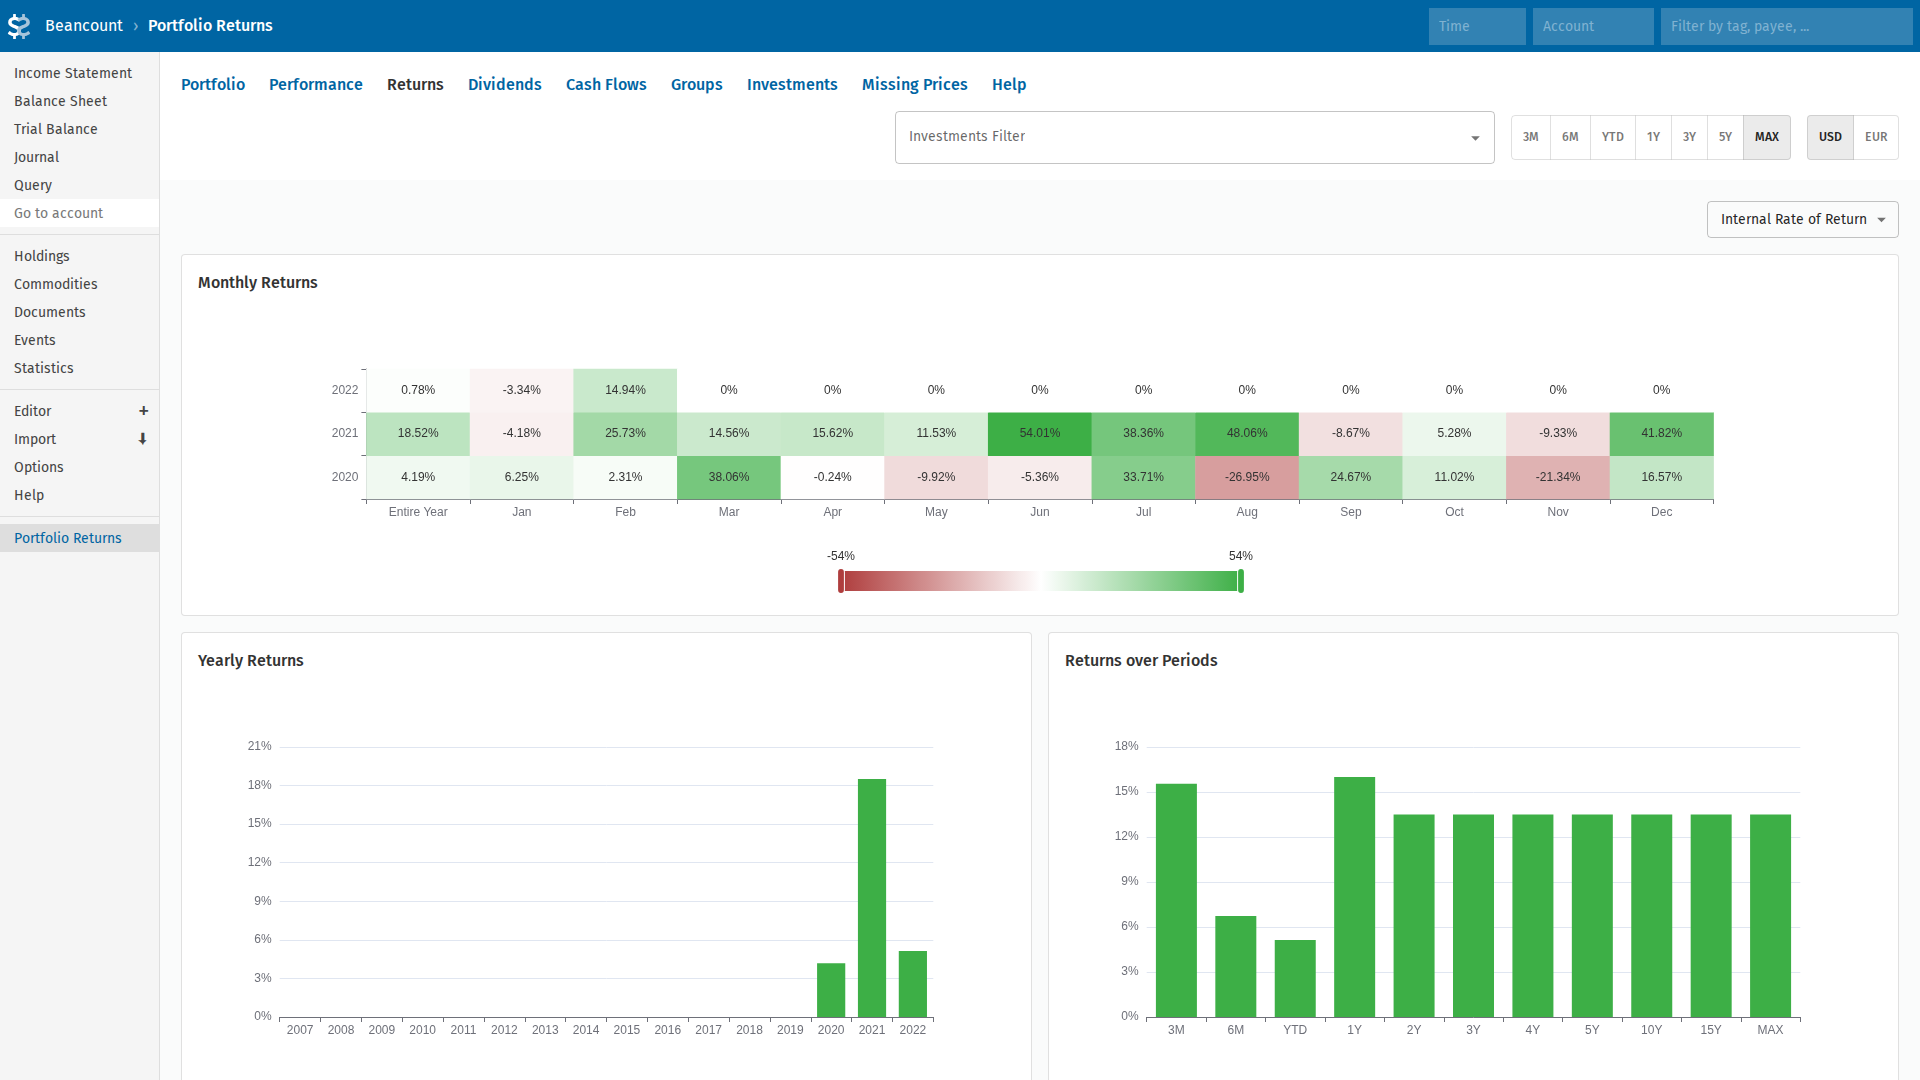 Beancount › Portfolio Returns
Time
Account
Filter by tag, payee, ...
Income Statement
Balance Sheet
Trial Balance
Journal
Query
Go to account
Holdings
Commodities
Documents
Events
Statistics
Editor +
Import ⬇
Options
Help
Portfolio Returns
Portfolio Performance Returns Dividends Cash Flows Groups Investments Missing Prices Help
Investments Filter
3M 6M YTD 1Y 3Y 5Y MAX
USD EUR
Internal Rate of Return
Monthly Returns
2022 0.78% -3.34% 14.94% 0% 0% 0% 0% 0% 0% 0% 0% 0% 0%
2021 18.52% -4.18% 25.73% 14.56% 15.62% 11.53% 54.01% 38.36% 48.06% -8.67% 5.28% -9.33% 41.82%
2020 4.19% 6.25% 2.31% 38.06% -0.24% -9.92% -5.36% 33.71% -26.95% 24.67% 11.02% -21.34% 16.57%
Entire Year Jan Feb Mar Apr May Jun Jul Aug Sep Oct Nov Dec
-54% 54%
Yearly Returns
21%
18%
15%
12%
9%
6%
3%
0%
2007 2008 2009 2010 2011 2012 2013 2014 2015 2016 2017 2018 2019 2020 2021 2022
Returns over Periods
18%
15%
12%
9%
6%
3%
0%
3M 6M YTD 1Y 2Y 3Y 4Y 5Y 10Y 15Y MAX